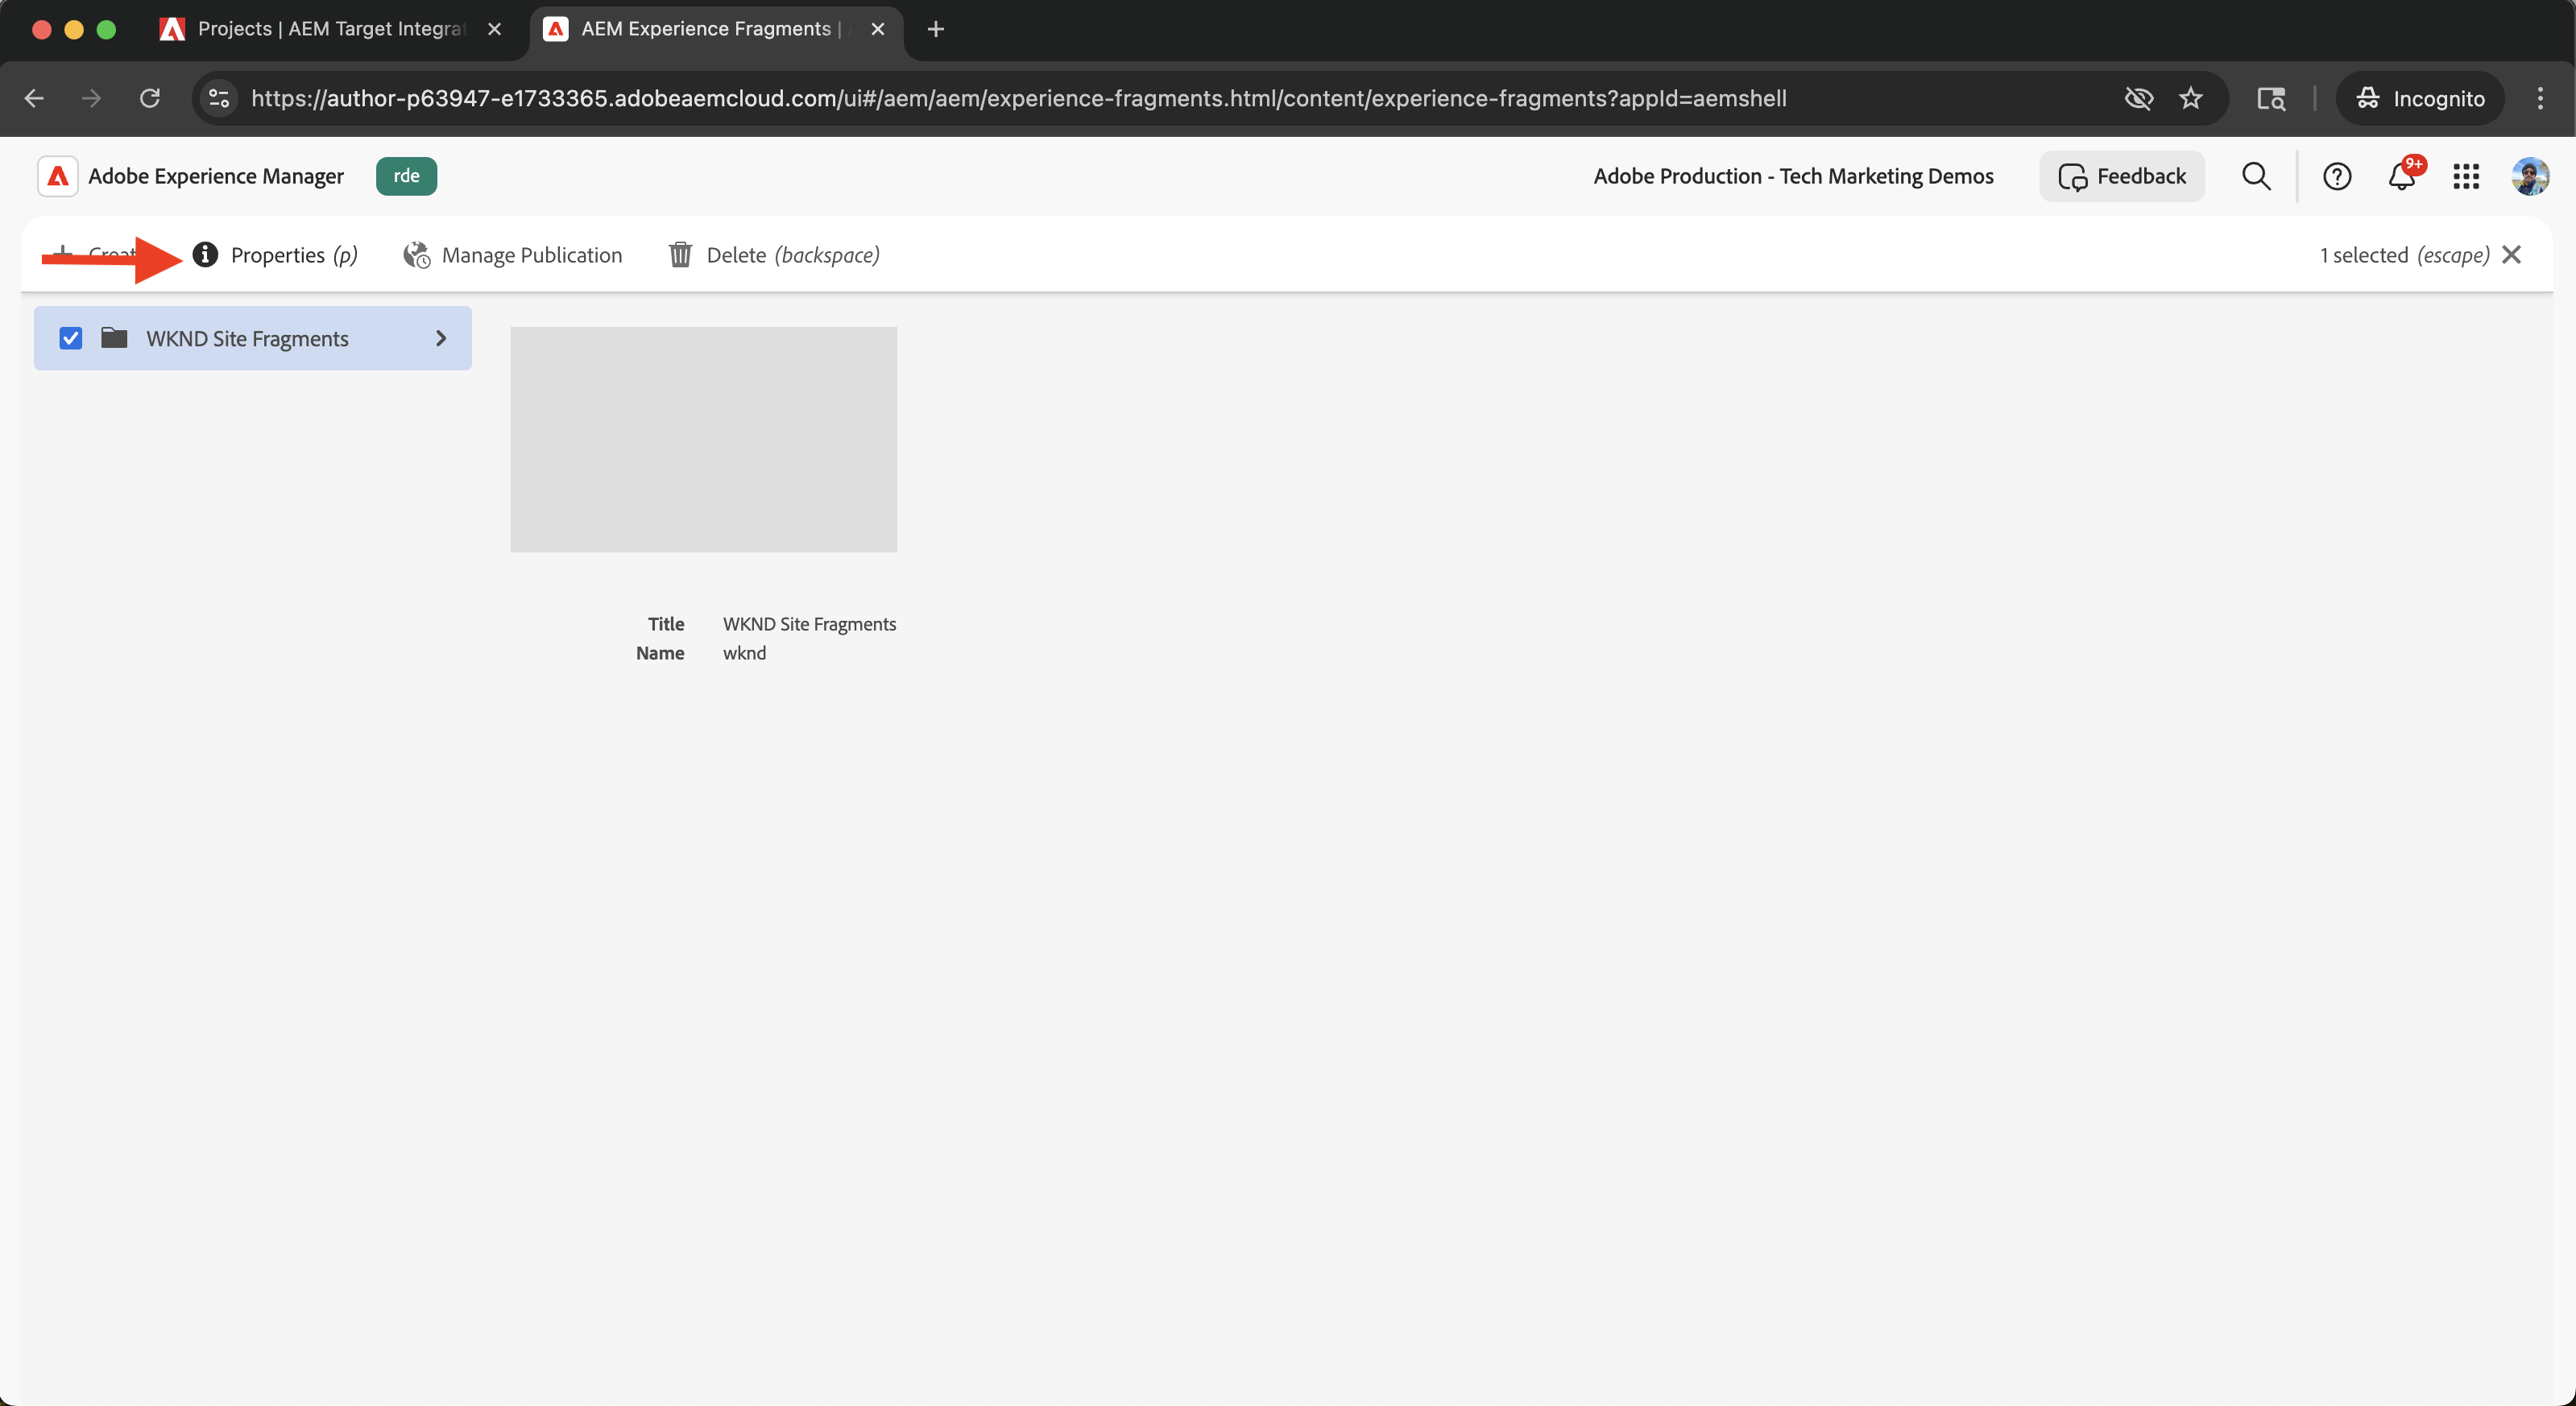 Projects | AEM Target Integrat
AEM Experience Fragments |
https://author-p63947-e1733365.adobeaemcloud.com/ui#/aem/aem/experience-fragments.html/content/experience-fragments?appId=aemshell
Incognito
Adobe Experience Manager
rde
Adobe Production - Tech Marketing Demos
Feedback
9+
Properties (p)
Manage Publication
Delete (backspace)
1 selected (escape)
WKND Site Fragments
Title WKND Site Fragments
Name wknd